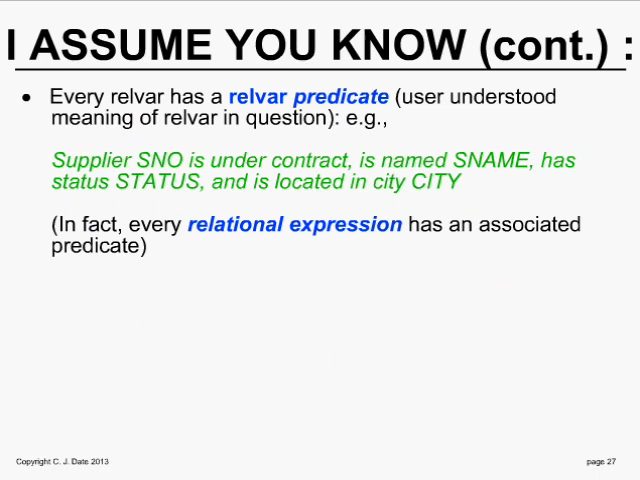 I ASSUME YOU KNOW (cont.) :
• Every relvar has a relvar predicate (user understood
meaning of relvar in question): e.g.,
Supplier SNO is under contract, is named SNAME, has
status STATUS, and is located in city CITY
(In fact, every relational expression has an associated
predicate)
Copyright C. J. Date 2013
page 27